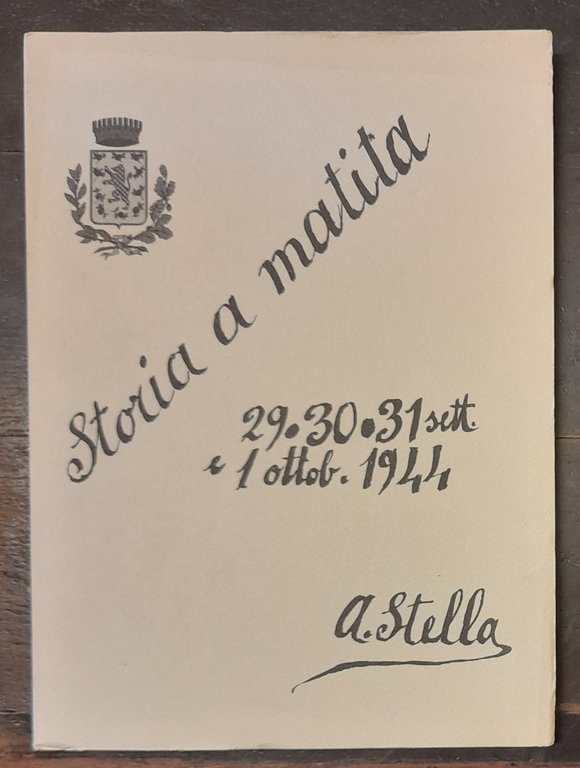 Storia a matita
29.30.31 sett.
e 1 ottob. 1944
A. Stella